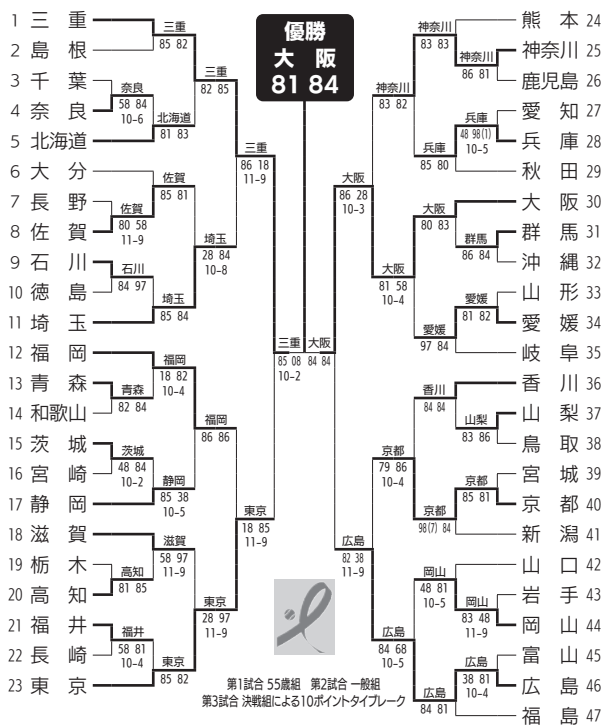 優勝
大　阪
81 84
1 三　重
2 島　根
3 千　葉
4 奈　良
5 北海道
6 大　分
7 長　野
8 佐　賀
9 石　川
10 徳　島
11 埼　玉
12 福　岡
13 青　森
14 和歌山
15 茨　城
16 宮　崎
17 静　岡
18 滋　賀
19 栃　木
20 高　知
21 福　井
22 長　崎
23 東　京
三重
85 82
奈良
58 84
10-6
北海道
81 83
三重
82 85
佐賀
80 58
11-9
佐賀
85 81
石川
84 97
埼玉
85 84
埼玉
28 84
10-8
三重
86 18
11-9
福岡
18 82
10-4
青森
82 84
福岡
86 86
茨城
48 84
10-2
静岡
85 38
10-5
滋賀
58 97
11-9
高知
81 85
東京
28 97
11-9
福井
58 81
10-4
東京
85 82
東京
18 85
11-9
三重
85 08
10-2
大阪
84 84
大阪
86 28
10-3
神奈川
83 82
神奈川
83 83
神奈川
86 81
兵庫
48 98(1)
10-5
兵庫
85 80
大阪
80 83
群馬
86 84
大阪
81 58
10-4
愛媛
81 82
愛媛
97 84
香川
84 84
山梨
83 86
京都
79 86
10-4
京都
85 81
京都
98(7) 84
広島
82 38
11-9
岡山
48 81
10-5
岡山
83 48
11-9
広島
84 68
10-5
広島
38 81
10-4
広島
84 81
熊　本 24
神奈川 25
鹿児島 26
愛　知 27
兵　庫 28
秋　田 29
大　阪 30
群　馬 31
沖　縄 32
山　形 33
愛　媛 34
岐　阜 35
香　川 36
山　梨 37
鳥　取 38
宮　城 39
京　都 40
新　潟 41
山　口 42
岩　手 43
岡　山 44
富　山 45
広　島 46
福　島 47
第1試合 55歳組　第2試合 一般組
第3試合 決戦組による10ポイントタイブレーク